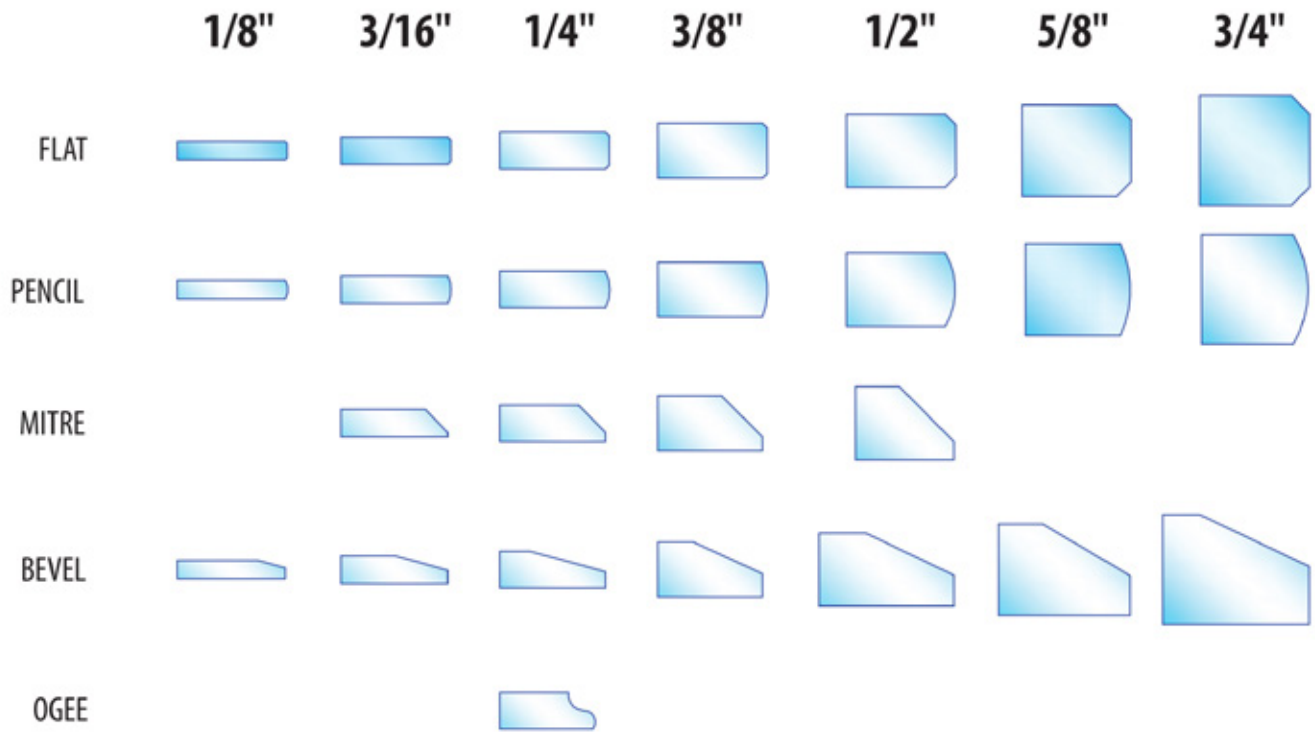 1/8" 3/16" 1/4" 3/8" 1/2" 5/8" 3/4"
FLAT
PENCIL
MITRE
BEVEL
OGEE